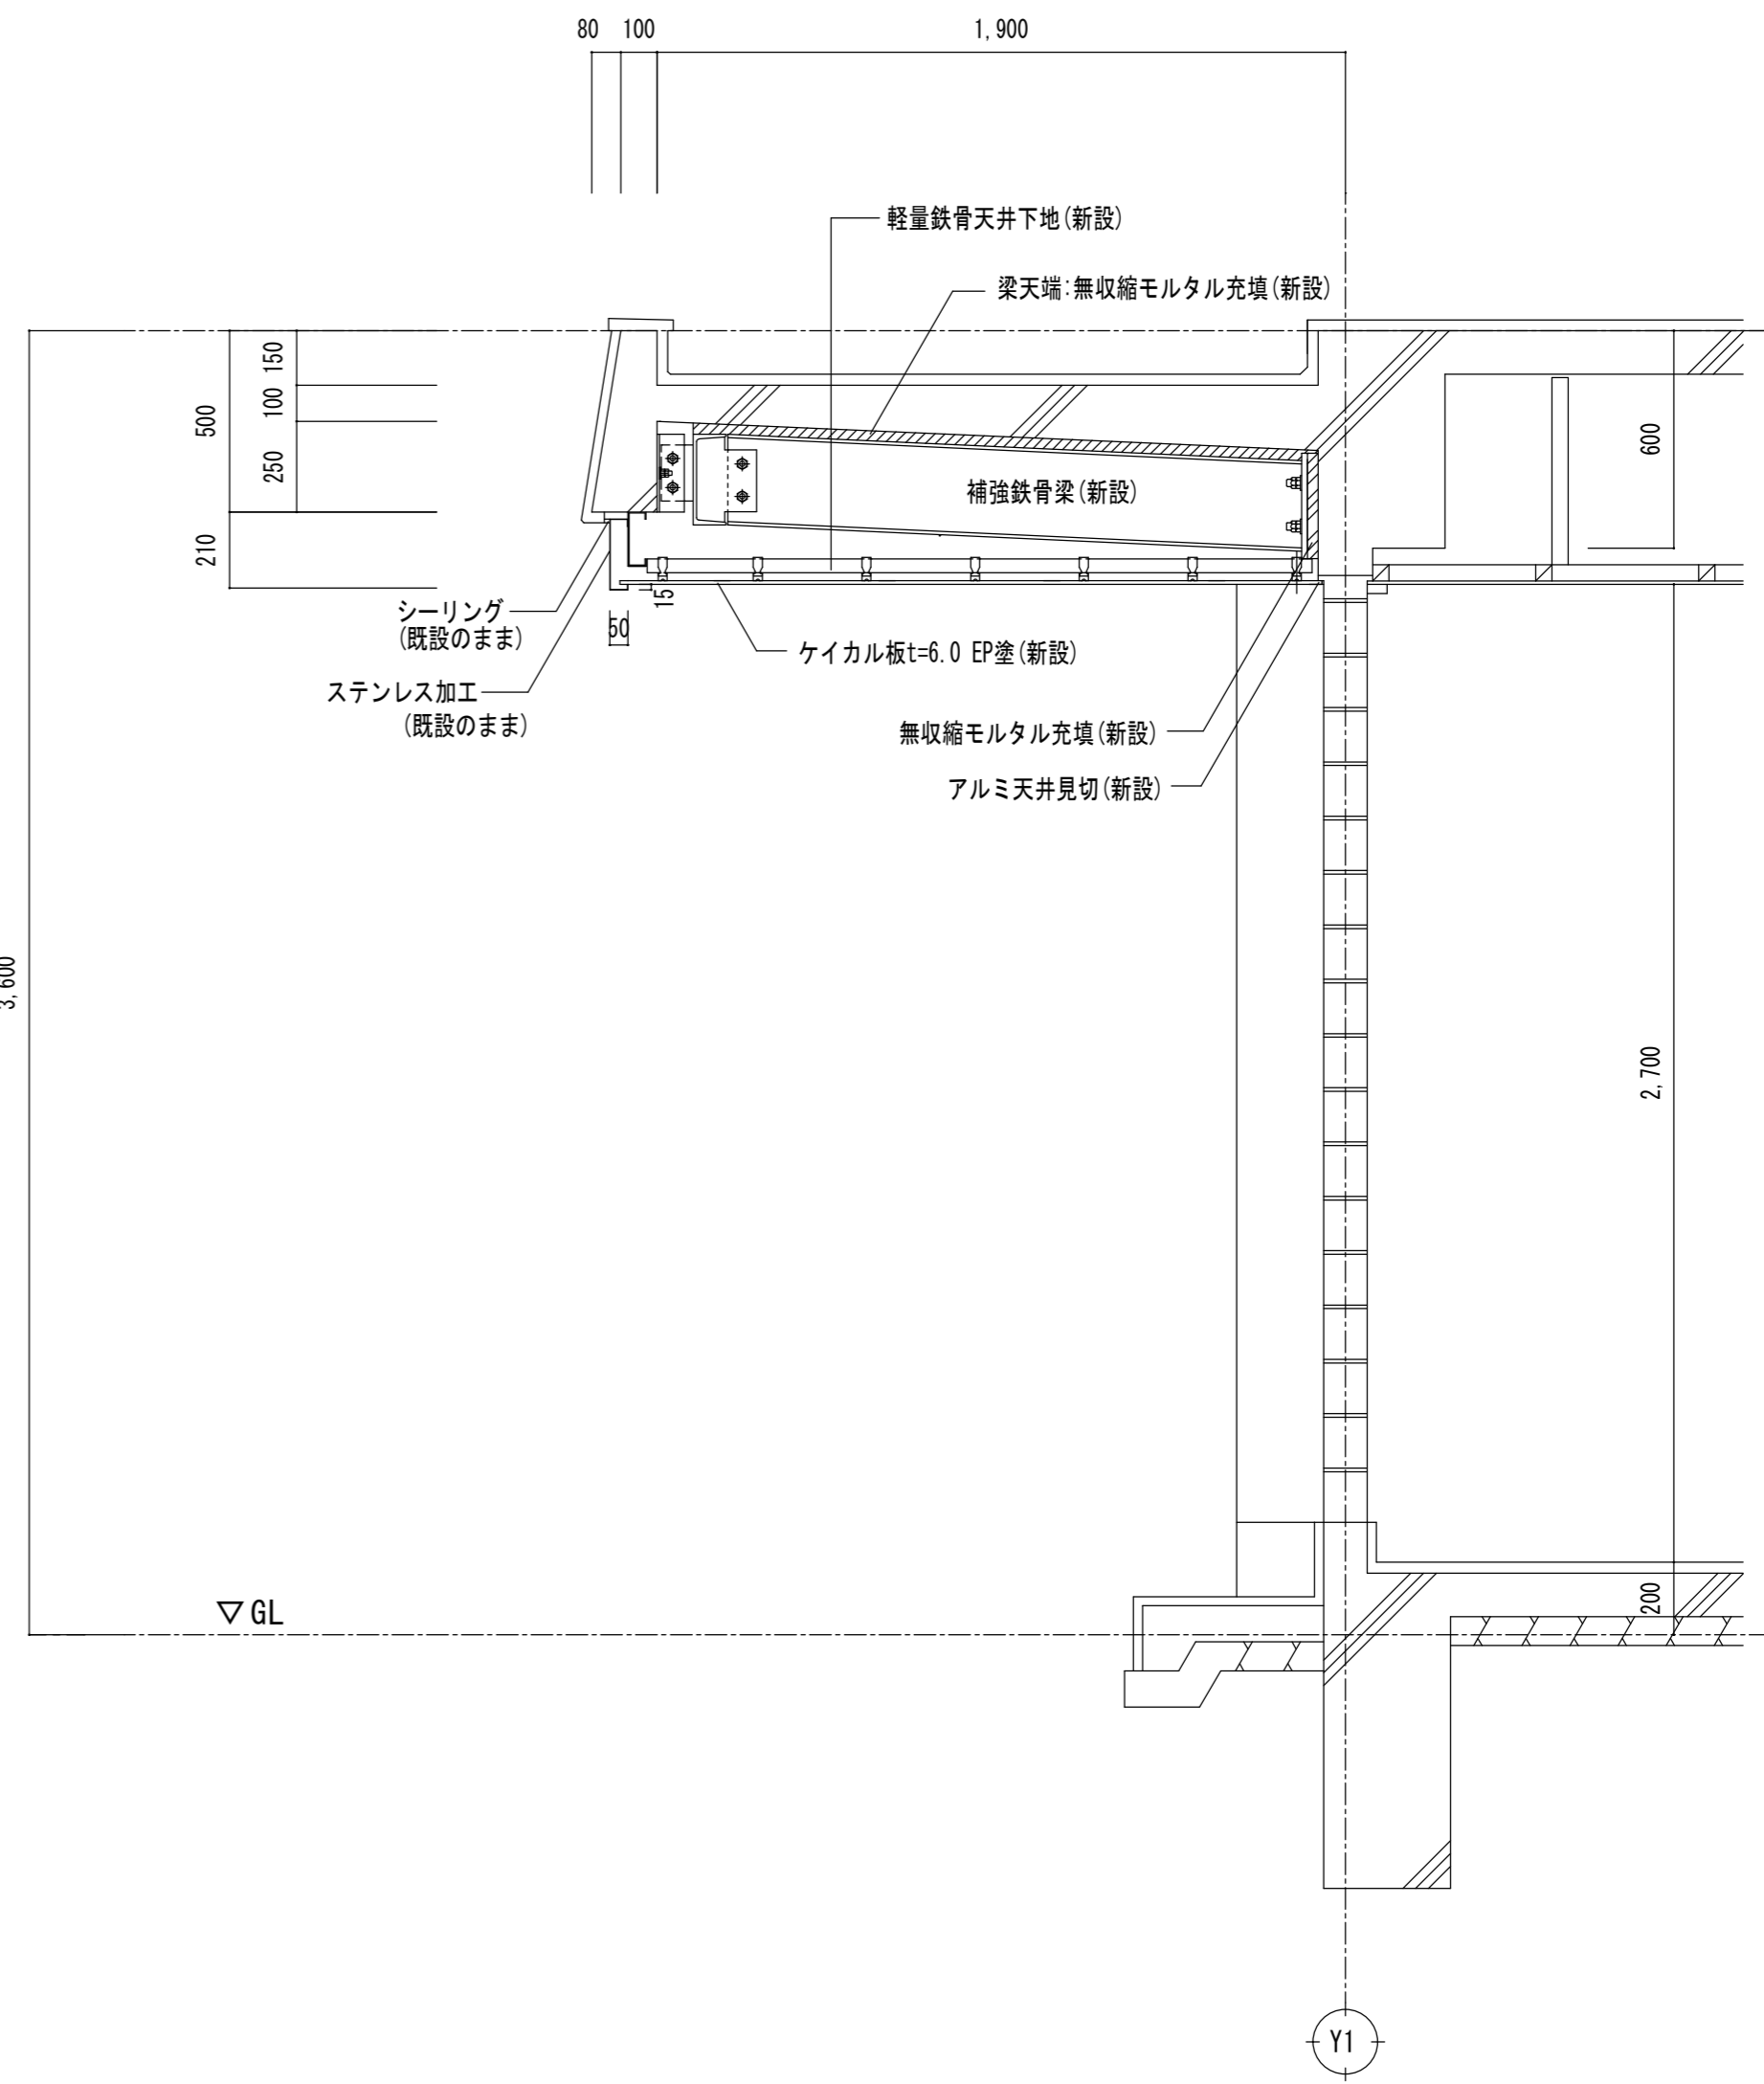 80 100 1,900
軽量鉄骨天井下地(新設)
梁天端:無収縮モルタル充填(新設)
150
100
500
250
600
補強鉄骨梁(新設)
210
15
シーリング
(既設のまま)
50
ケイカル板t=6.0 EP塗(新設)
ステンレス加工
(既設のまま)
無収縮モルタル充填(新設)
アルミ天井見切(新設)
3,600
2,700
200
▽GL
Y1